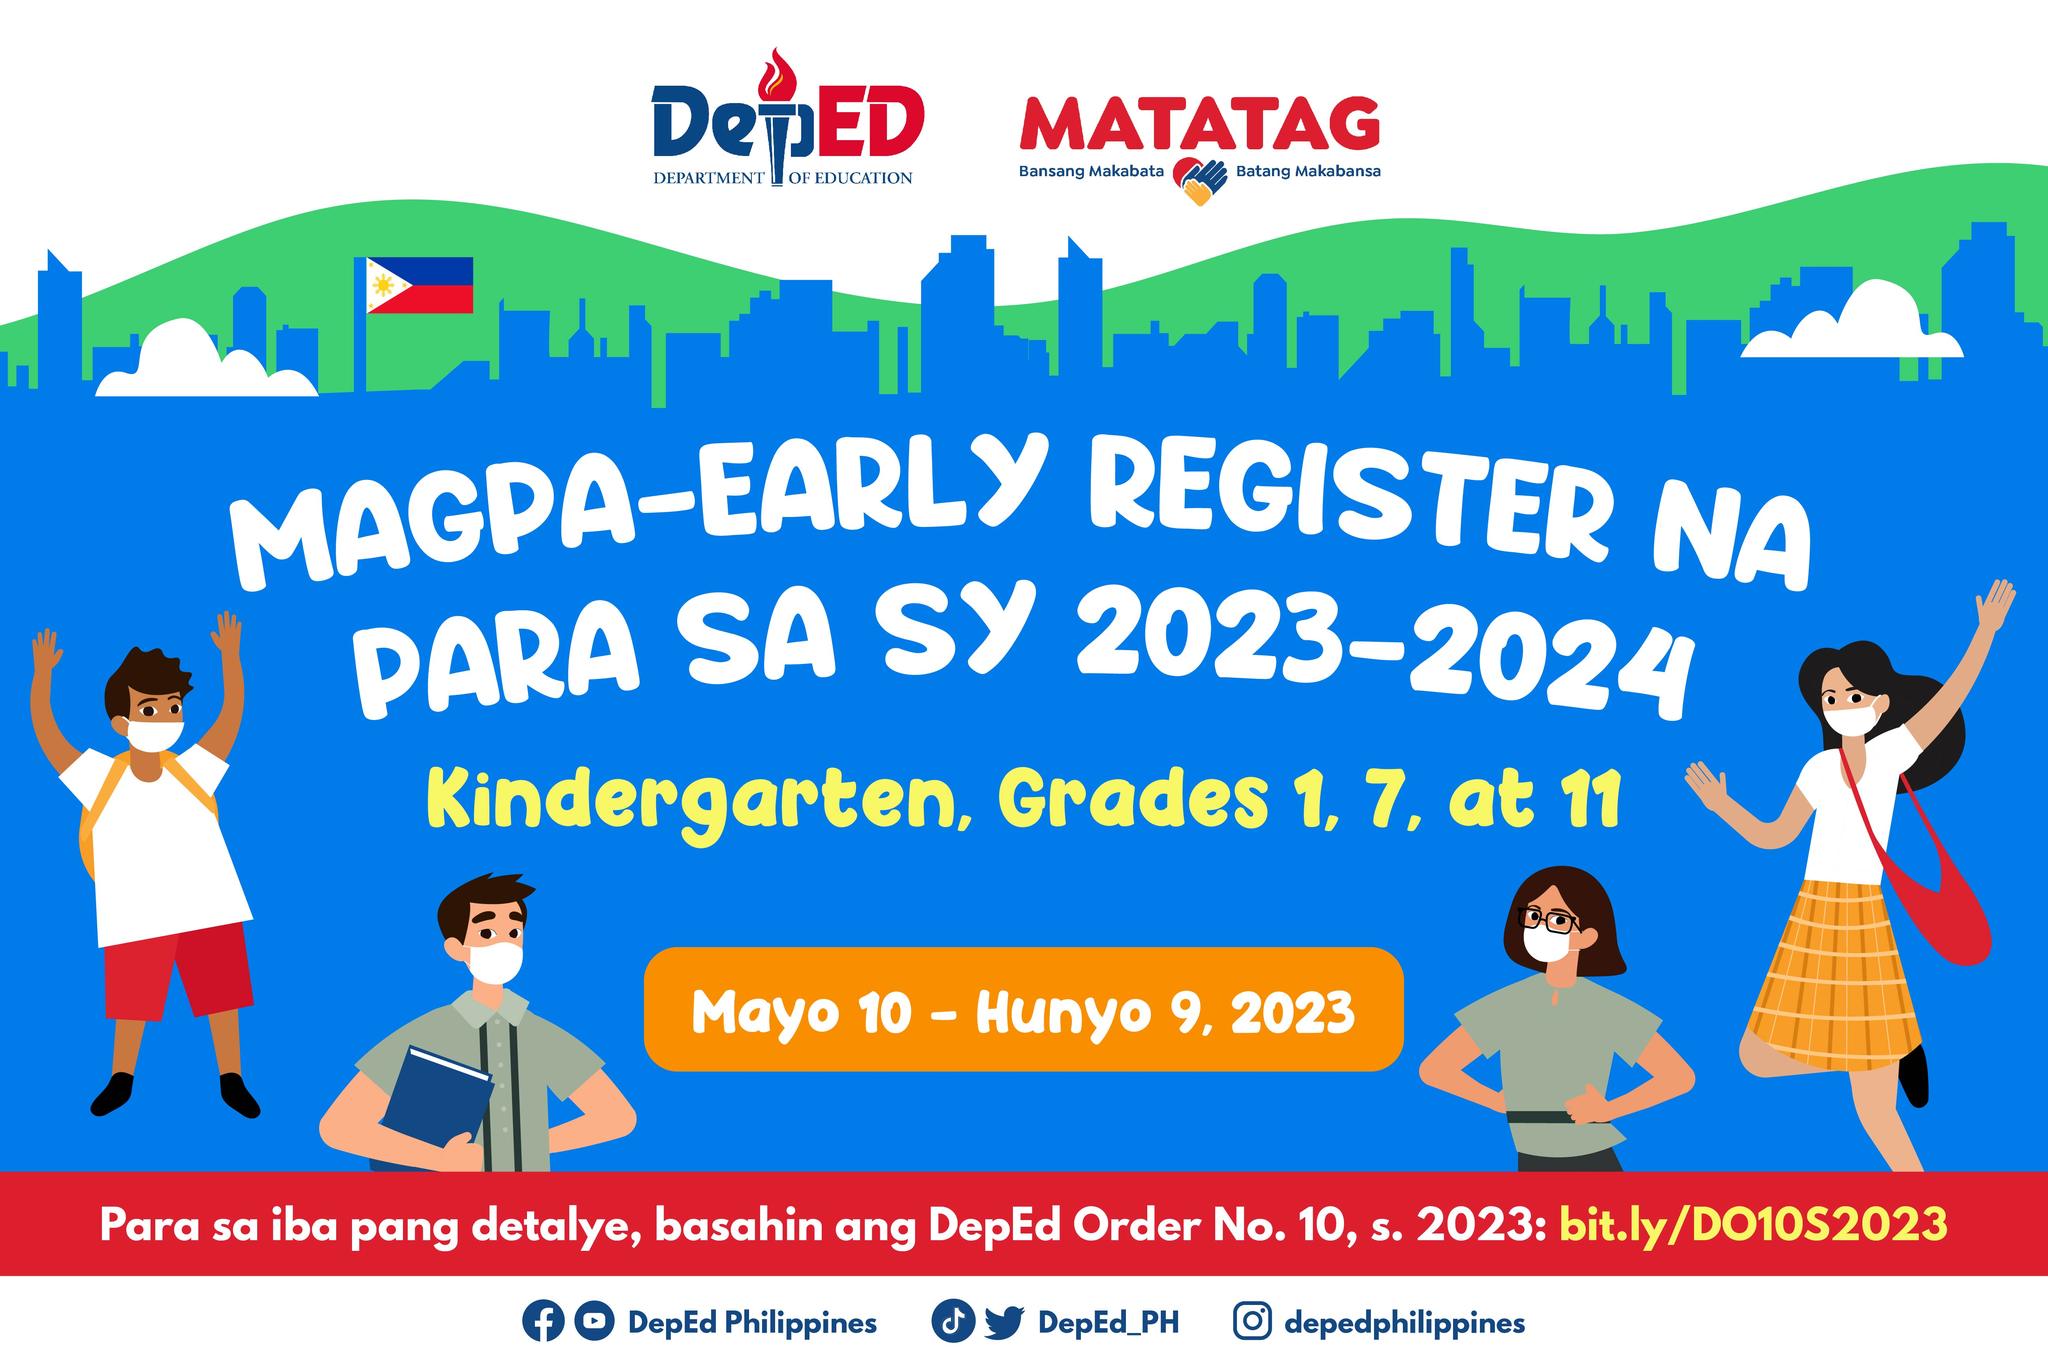 DepED
DEPARTMENT OF EDUCATION
MATATAG
Bansang Makabata Batang Makabansa
MAGPA-EARLY REGISTER NA
PARA SA SY 2023-2024
Kindergarten, Grades 1, 7, at 11
Mayo 10 - Hunyo 9, 2023
Para sa iba pang detalye, basahin ang DepEd Order No. 10, s. 2023: bit.ly/DO10S2023
DepEd Philippines DepEd_PH depedphilippines